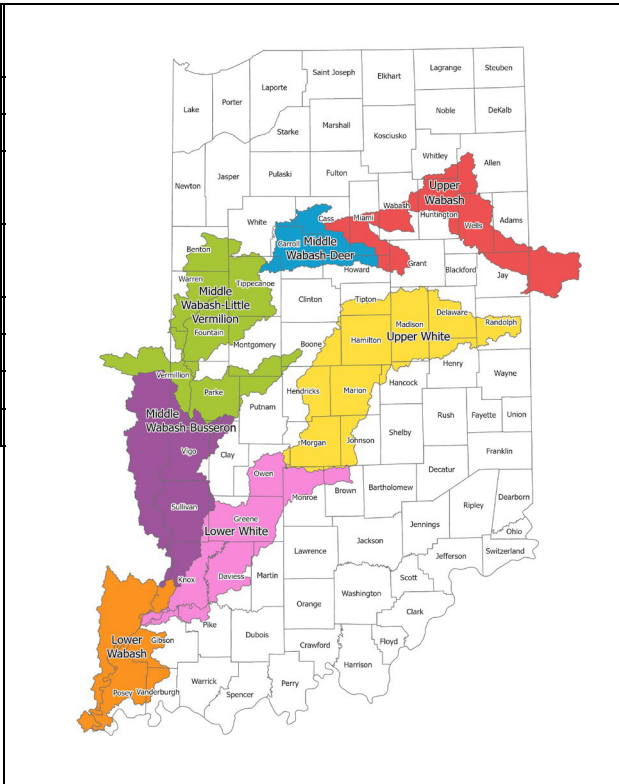 Saint Joseph
Elkhart
Lagrange
Steuben
Laporte
Porter
Lake
Noble
DeKalb
Starke
Marshall
Kosciusko
Whitley
Allen
Newton
Jasper
Pulaski
Fulton
Upper
Wabash
Wabash
Huntington
White
Cass
Miami
Wells
Adams
Benton
Carroll
Middle
Wabash-Deer
Howard
Grant
Blackford
Jay
Warren
Tippecanoe
Middle
Wabash-Little
Vermilion
Clinton
Tipton
Fountain
Montgomery
Boone
Hamilton
Madison
Delaware
Randolph
Upper White
Vermillion
Parke
Putnam
Hendricks
Marion
Hancock
Henry
Wayne
Middle
Wabash-Busseron
Vigo
Clay
Morgan
Johnson
Shelby
Rush
Fayette
Union
Franklin
Owen
Monroe
Brown
Bartholomew
Decatur
Dearborn
Ripley
Ohio
Sullivan
Greene
Lower White
Jennings
Jackson
Lawrence
Switzerland
Jefferson
Knox
Daviess
Martin
Scott
Washington
Orange
Clark
Pike
Dubois
Lower
Wabash
Gibson
Crawford
Floyd
Harrison
Posey
Vanderburgh
Warrick
Spencer
Perry